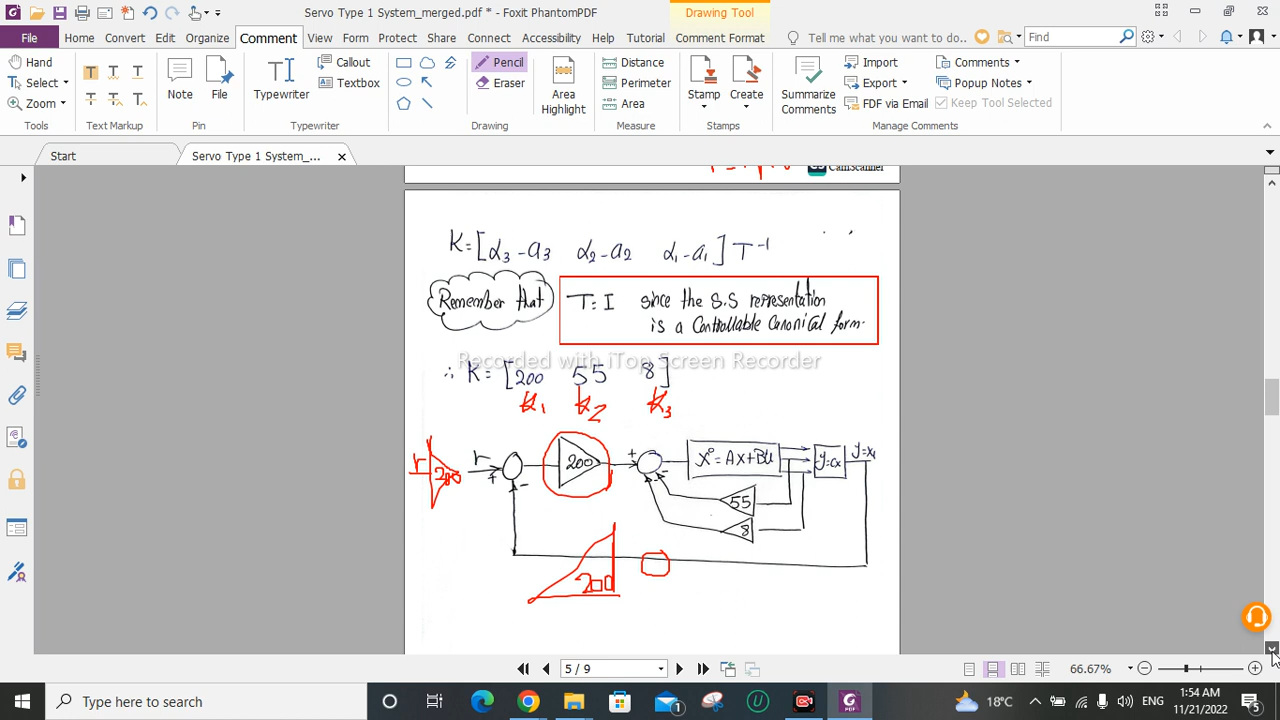 Servo Type 1 System_merged.pdf * - Foxit PhantomPDF
Drawing Tool
File Home Convert Edit Organize Comment View Form Protect Share Connect Accessibility Help Tutorial Comment Format Tell me what you want to do.. Find
Hand
Select
Zoom
Tools
Text Markup
Note
File
Pin
Typewriter
Callout
Textbox
Typewriter
Pencil
Eraser
Drawing
Area Highlight
Distance
Perimeter
Area
Measure
Stamp
Create
Stamps
Summarize Comments
Import
Export
FDF via Email
Comments
Popup Notes
Keep Tool Selected
Manage Comments
Start
Servo Type 1 System_...
CS CamScanner
K = [α3-a3 α2-a2 α1-a1] T-1
Remember that
T = I since the S.S representation
is a Controllable Canonical form.
Recorded with iTop Screen Recorder
∴ K = [200 55 8]
k1 k2 k3
r 200
r + -
200
+ - -
x° = Ax+Bu
y=cx
y=x1
55
8
200
5 / 9
66.67%
Type here to search
1
18°C
ENG
1:54 AM
11/21/2022
5